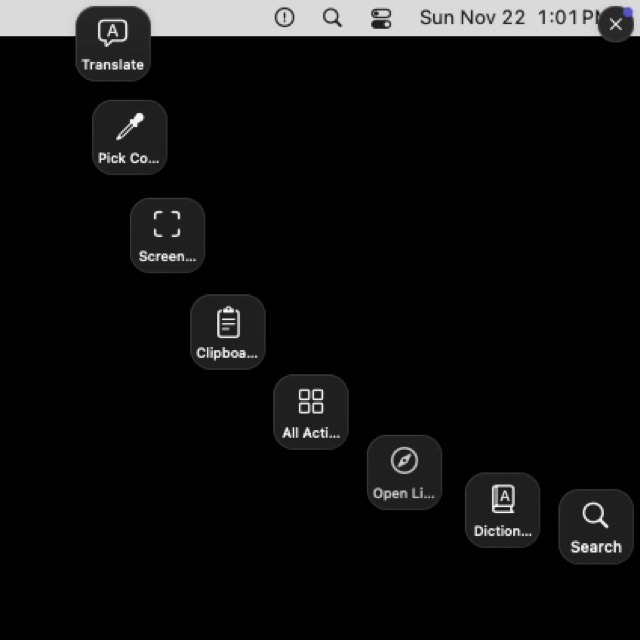 Sun Nov 22 1:01 PM
A
Translate
Pick Co...
Screen...
Clipboa...
All Acti...
Open Li...
A
Diction...
Search